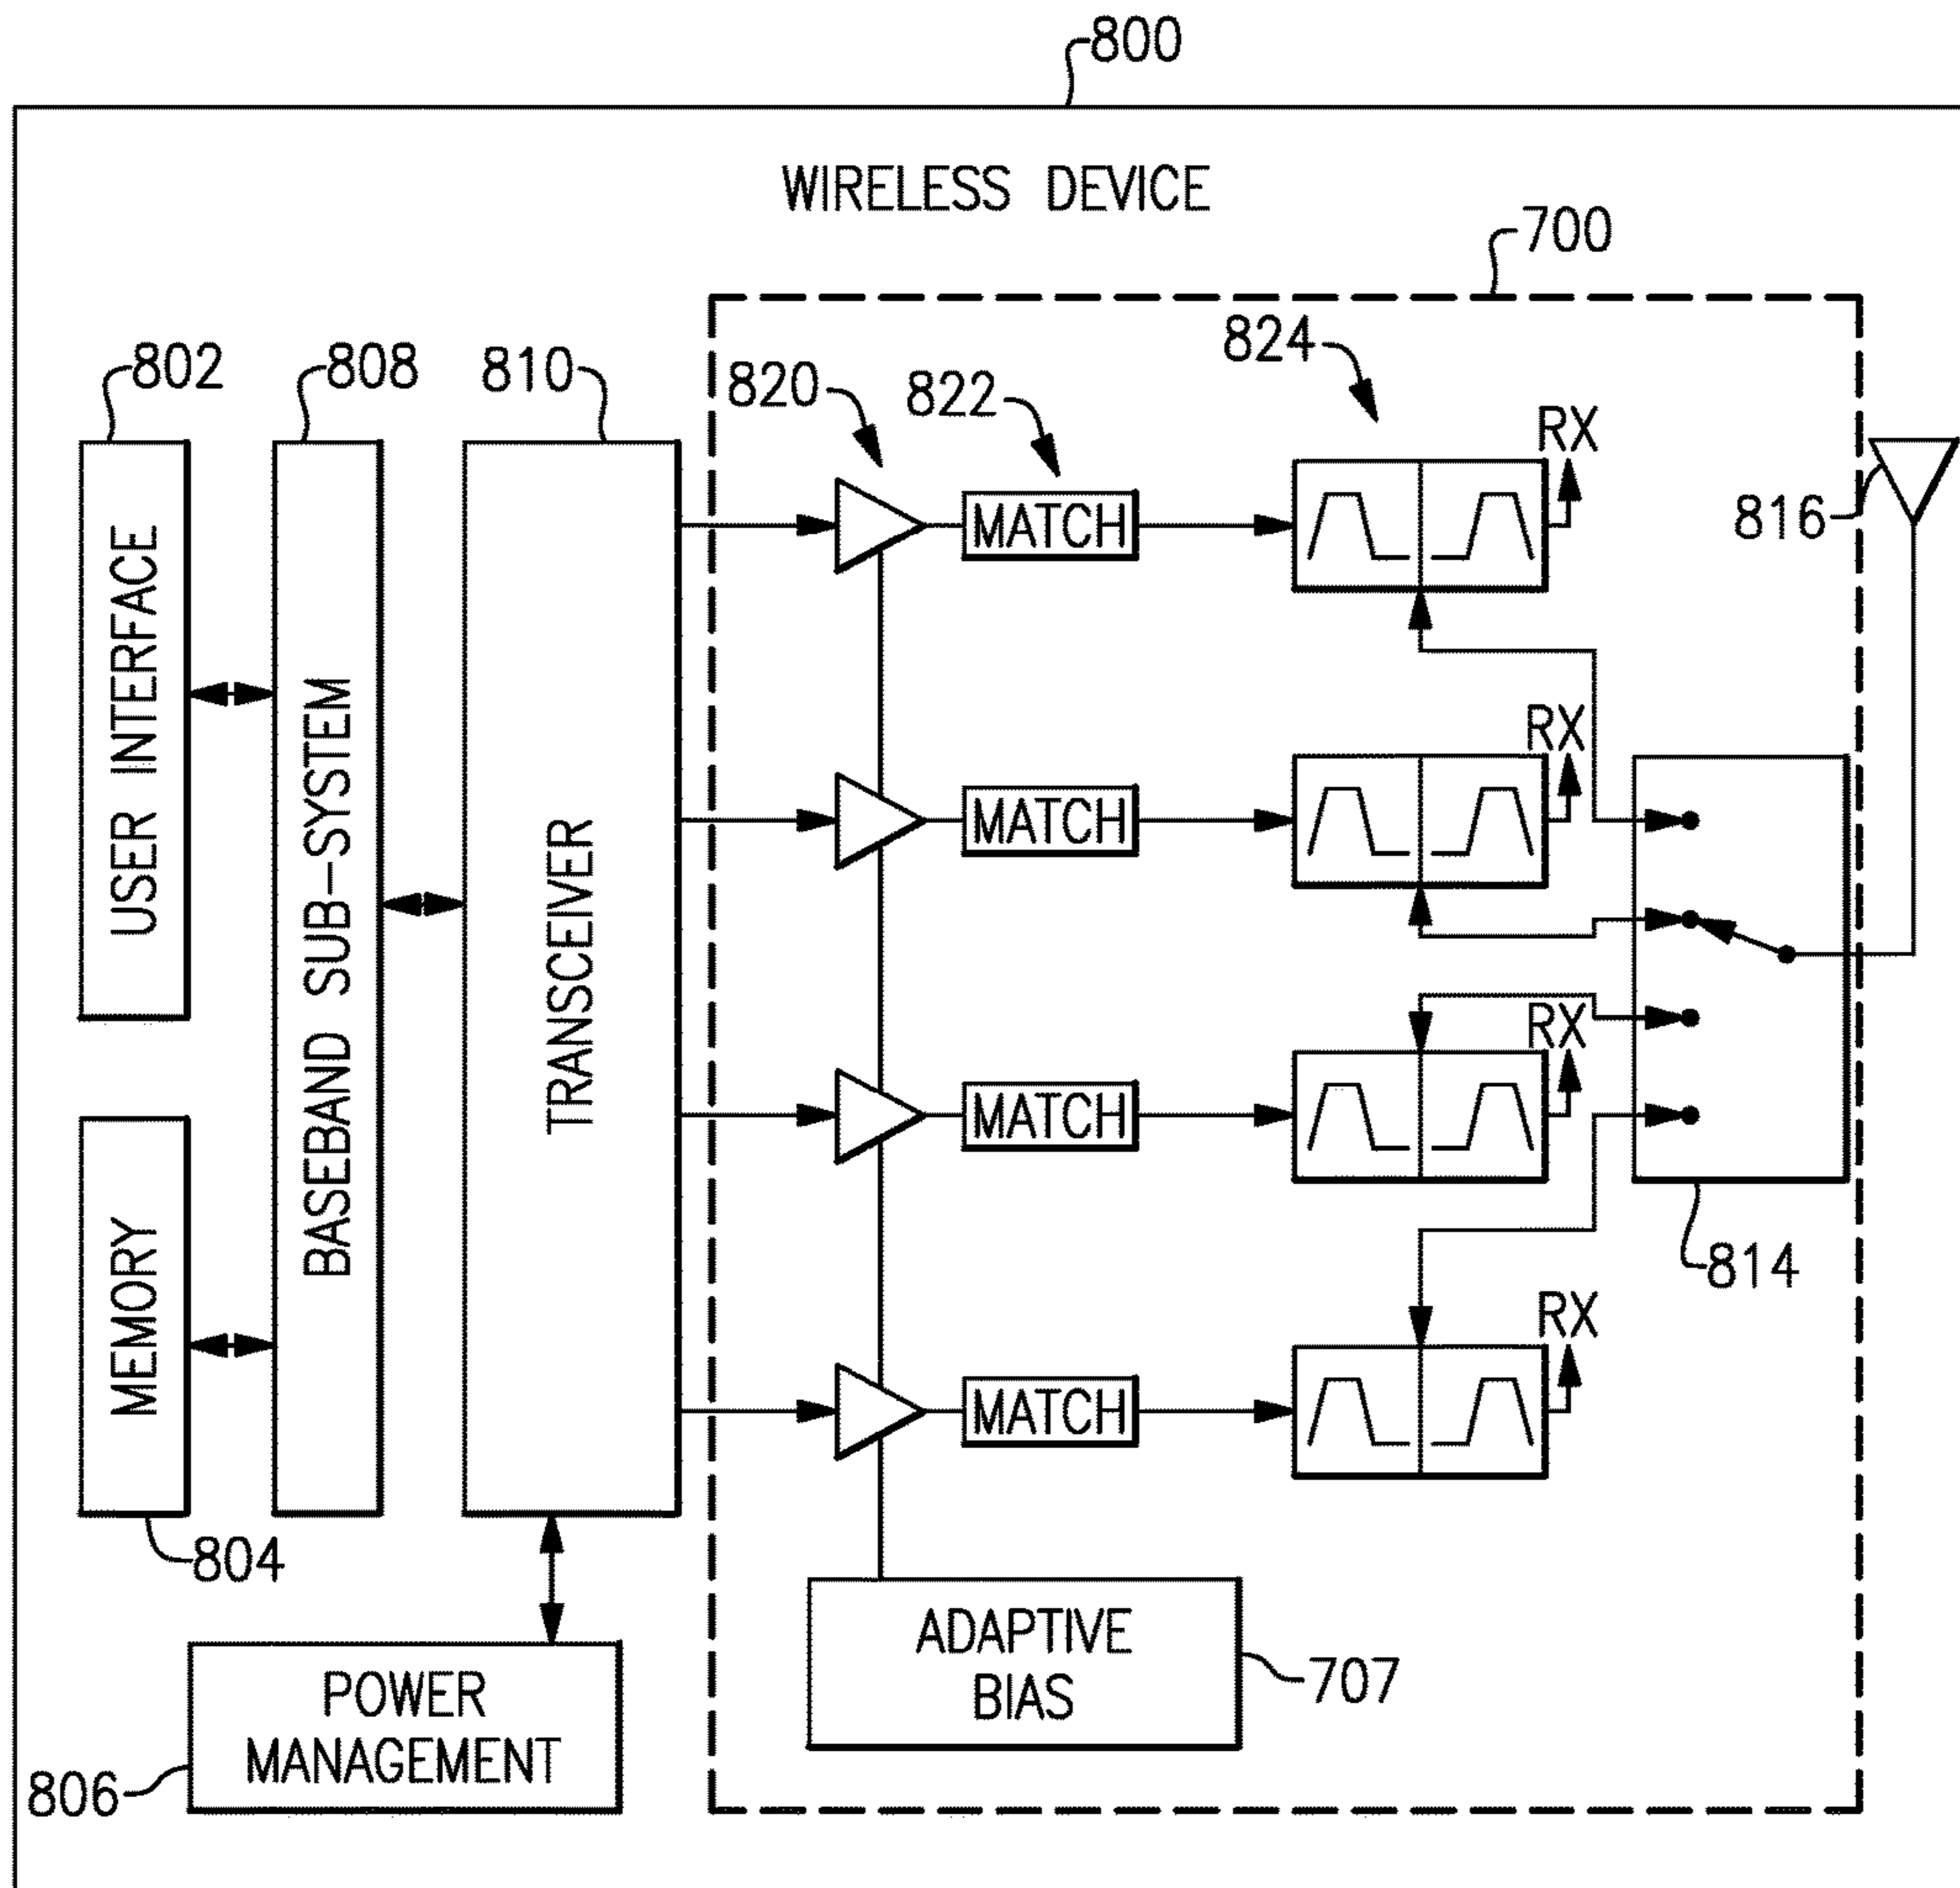 800
WIRELESS DEVICE
700
802
808
810
820
822
824
RX
816
USER INTERFACE
BASEBAND SUB-SYSTEM
TRANSCEIVER
MATCH
RX
MATCH
RX
MATCH
814
MEMORY
RX
MATCH
804
ADAPTIVE
BIAS
707
POWER
MANAGEMENT
806